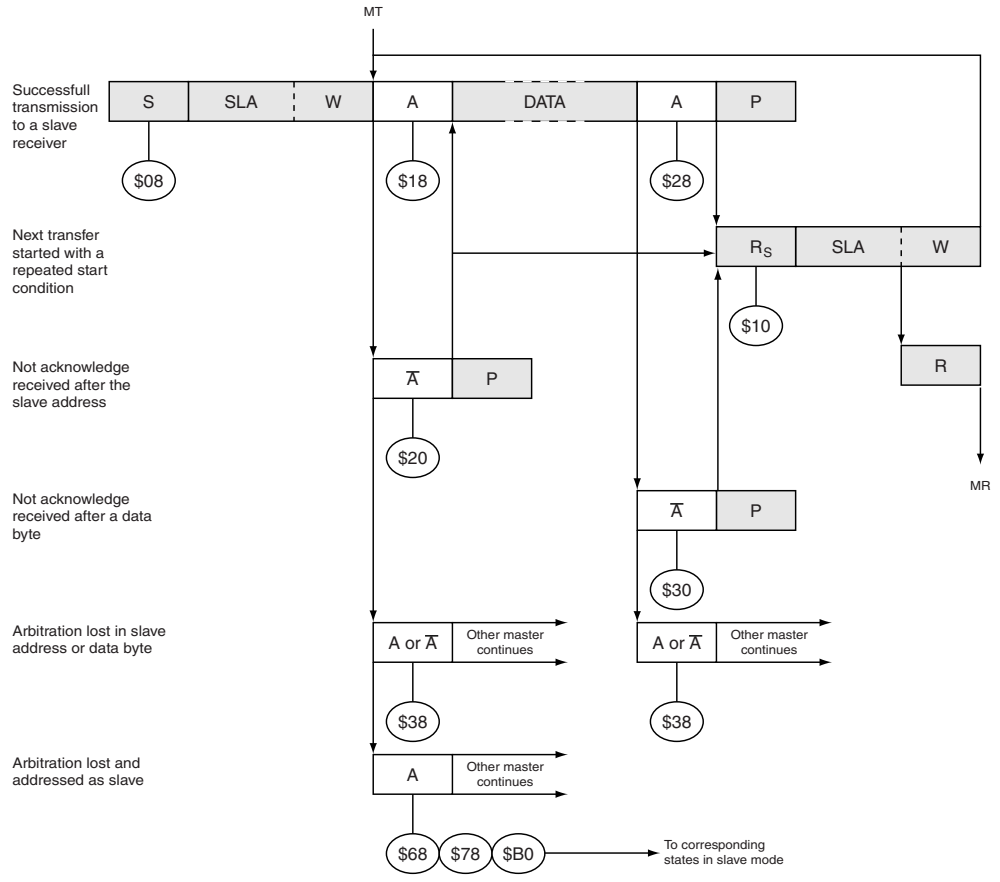 MT
Successfull
transmission
to a slave
receiver
S SLA W A DATA A P
$08 $18 $28
Next transfer
started with a
repeated start
condition
RS SLA W
$10
Not acknowledge
received after the
slave address
A̅ P
R
$20
MR
Not acknowledge
received after a data
byte
A̅ P
$30
Arbitration lost in slave
address or data byte
A or A̅ Other master
continues
A or A̅ Other master
continues
$38 $38
Arbitration lost and
addressed as slave
A Other master
continues
$68 $78 $B0 To corresponding
states in slave mode